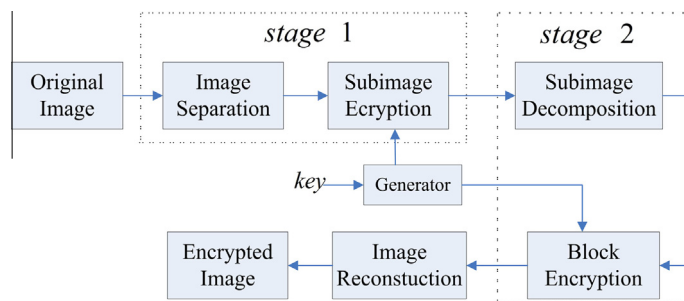 stage 1
stage 2
Original
Image
Image
Separation
Subimage
Ecryption
Subimage
Decomposition
key
Generator
Encrypted
Image
Image
Reconstuction
Block
Encryption